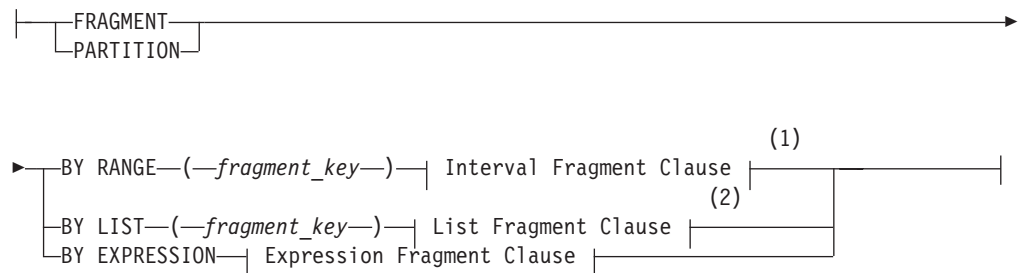 FRAGMENT
PARTITION
(1)
BY RANGE ( fragment_key ) Interval Fragment Clause
(2)
BY LIST ( fragment_key ) List Fragment Clause
BY EXPRESSION Expression Fragment Clause